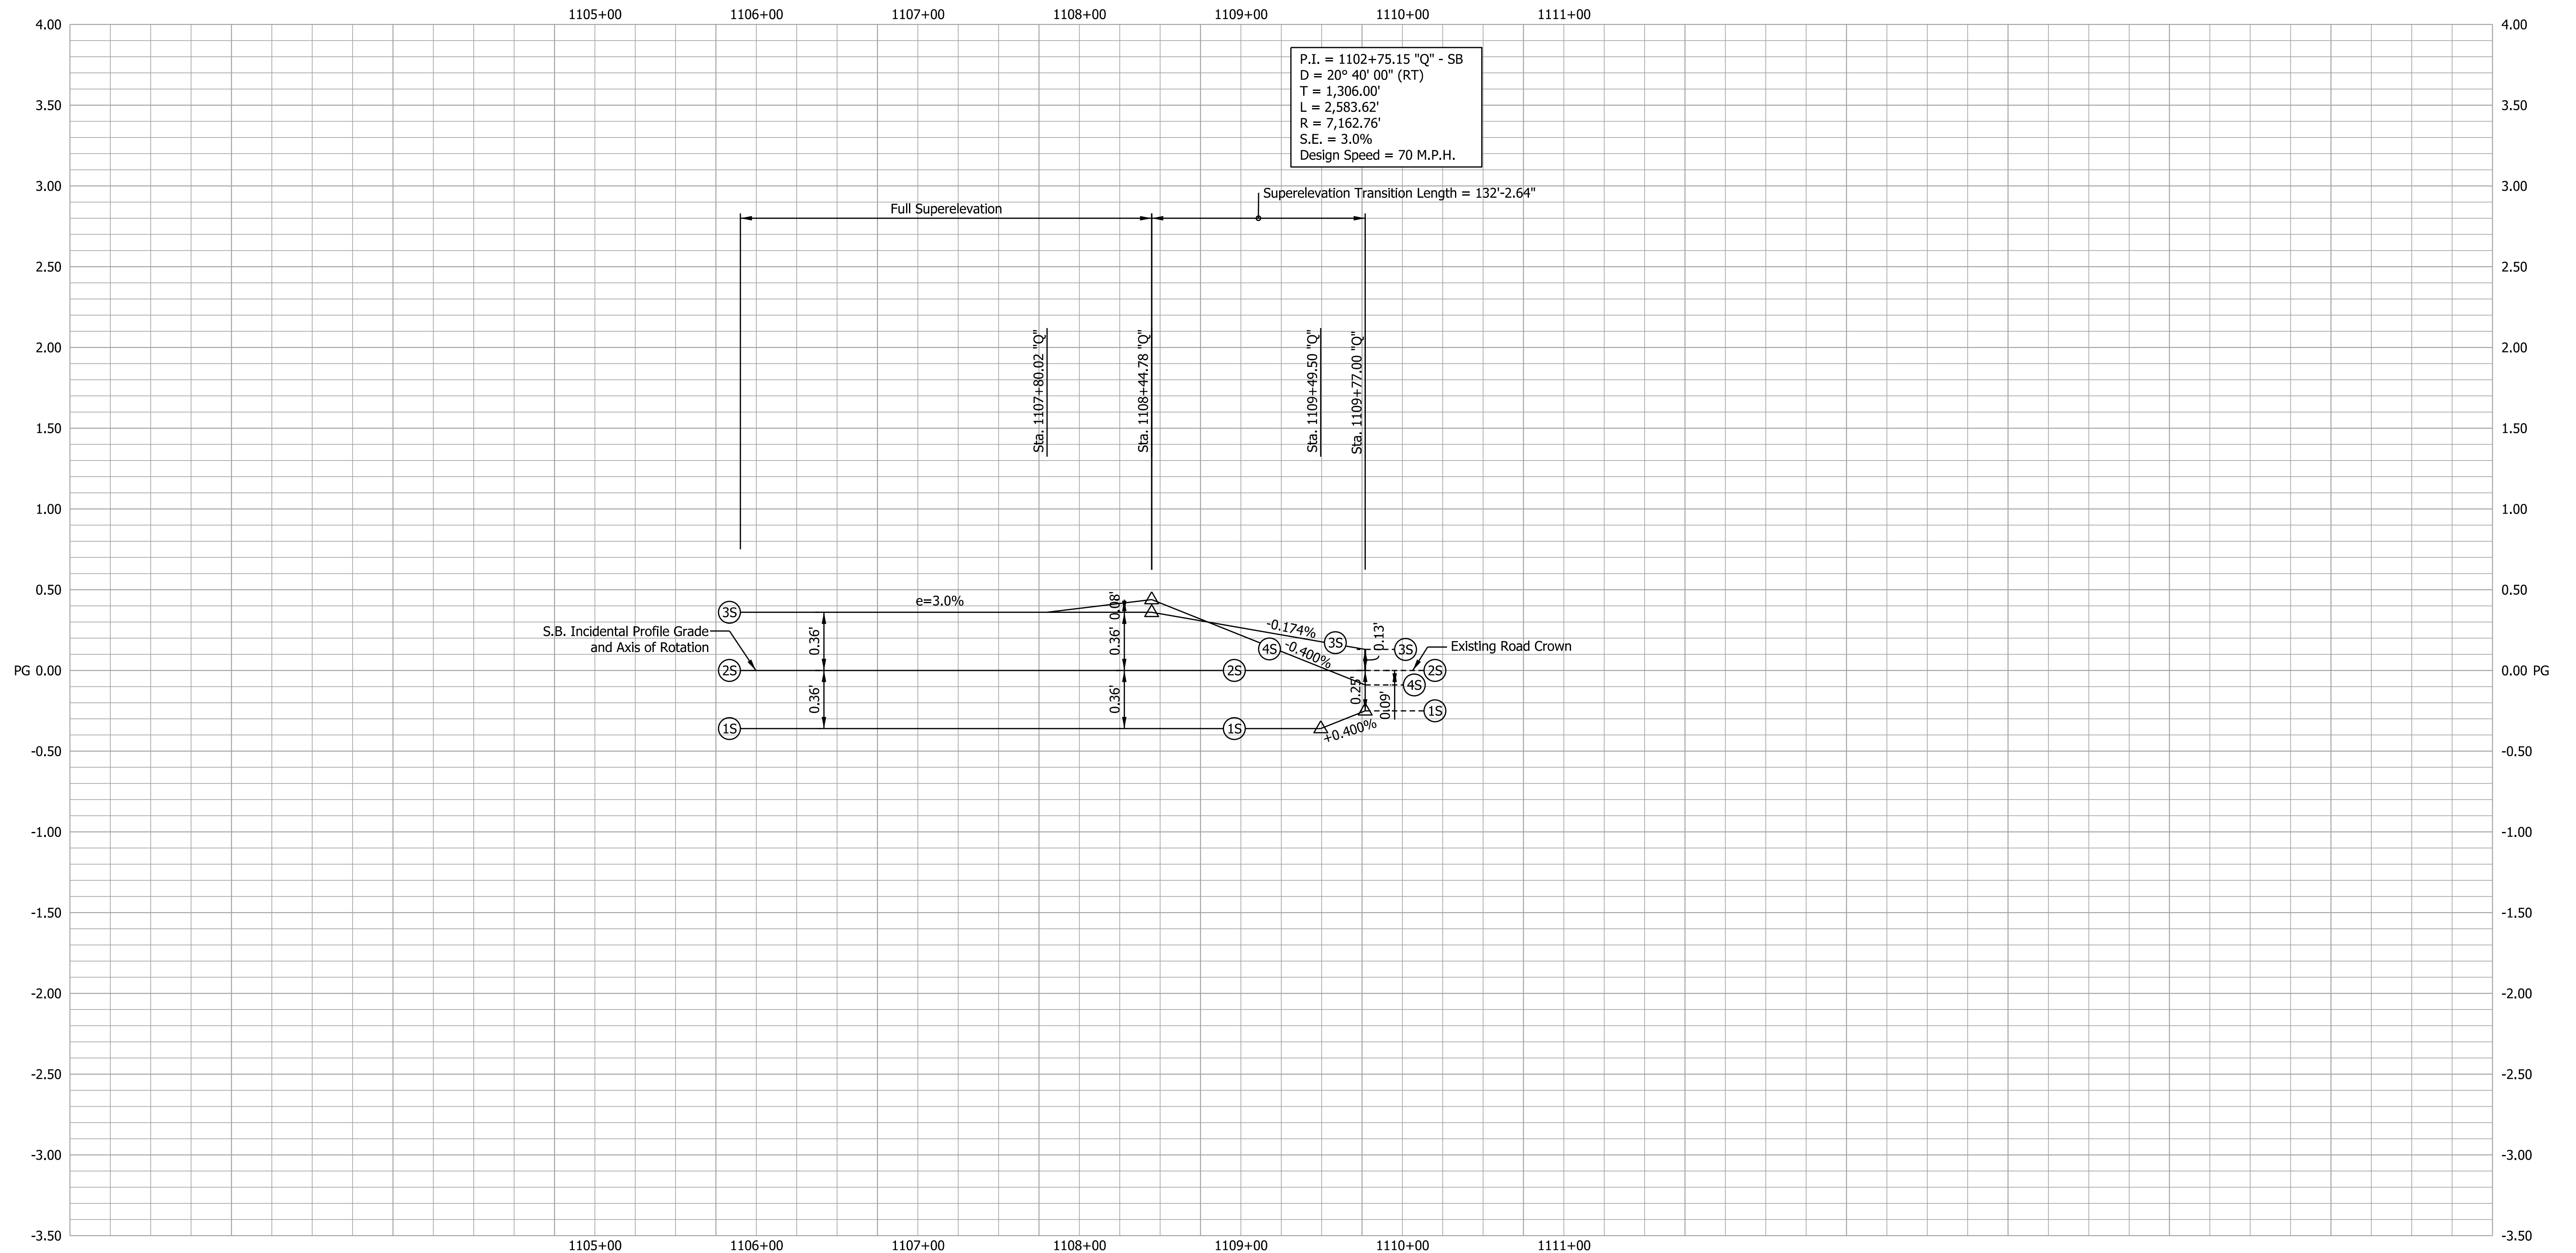 1105+00 1106+00 1107+00 1108+00 1109+00 1110+00 1111+00
4.00 4.00
P.I. = 1102+75.15 "Q" - SB
D = 20° 40' 00" (RT)
T = 1,306.00'
L = 2,583.62'
R = 7,162.76'
S.E. = 3.0%
Design Speed = 70 M.P.H.
3.50 3.50
3.00 3.00
Superelevation Transition Length = 132'-2.64"
Full Superelevation
2.50 2.50
Sta. 1107+80.02 "Q"
Sta. 1108+44.78 "Q"
Sta. 1109+49.50 "Q"
Sta. 1109+77.00 "Q"
2.00 2.00
1.50 1.50
1.00 1.00
0.50 0.50
e=3.0%
0.08'
3S
S.B. Incidental Profile Grade
and Axis of Rotation
0.36'
0.36'
-0.174%
-0.400%
4S
3S
0.13'
3S
Existing Road Crown
PG 0.00 0.00 PG
2S
2S
2S
0.36'
0.36'
0.25'
0.09'
4S
1S
1S
1S
+0.400%
-0.50 -0.50
-1.00 -1.00
-1.50 -1.50
-2.00 -2.00
-2.50 -2.50
-3.00 -3.00
-3.50 -3.50
1105+00 1106+00 1107+00 1108+00 1109+00 1110+00 1111+00